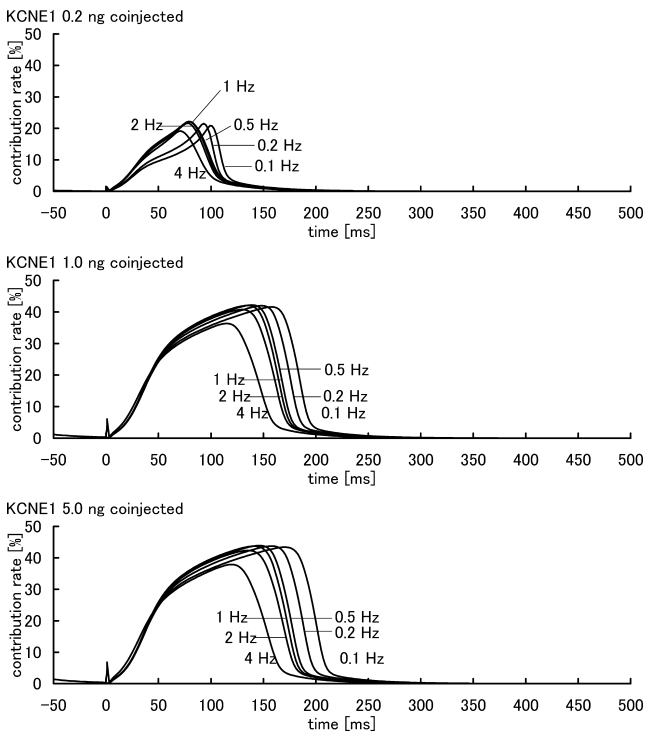 KCNE1 0.2 ng coinjected
contribution rate [%]
50
40
30
20
10
0
1 Hz
2 Hz
0.5 Hz
0.2 Hz
0.1 Hz
4 Hz
−50 0 50 100 150 200 250 300 350 400 450 500
time [ms]
KCNE1 1.0 ng coinjected
contribution rate [%]
50
40
30
20
10
0
0.5 Hz
1 Hz
2 Hz
0.2 Hz
4 Hz
0.1 Hz
−50 0 50 100 150 200 250 300 350 400 450 500
time [ms]
KCNE1 5.0 ng coinjected
contribution rate [%]
50
40
30
20
10
0
1 Hz
0.5 Hz
2 Hz
0.2 Hz
4 Hz
0.1 Hz
−50 0 50 100 150 200 250 300 350 400 450 500
time [ms]